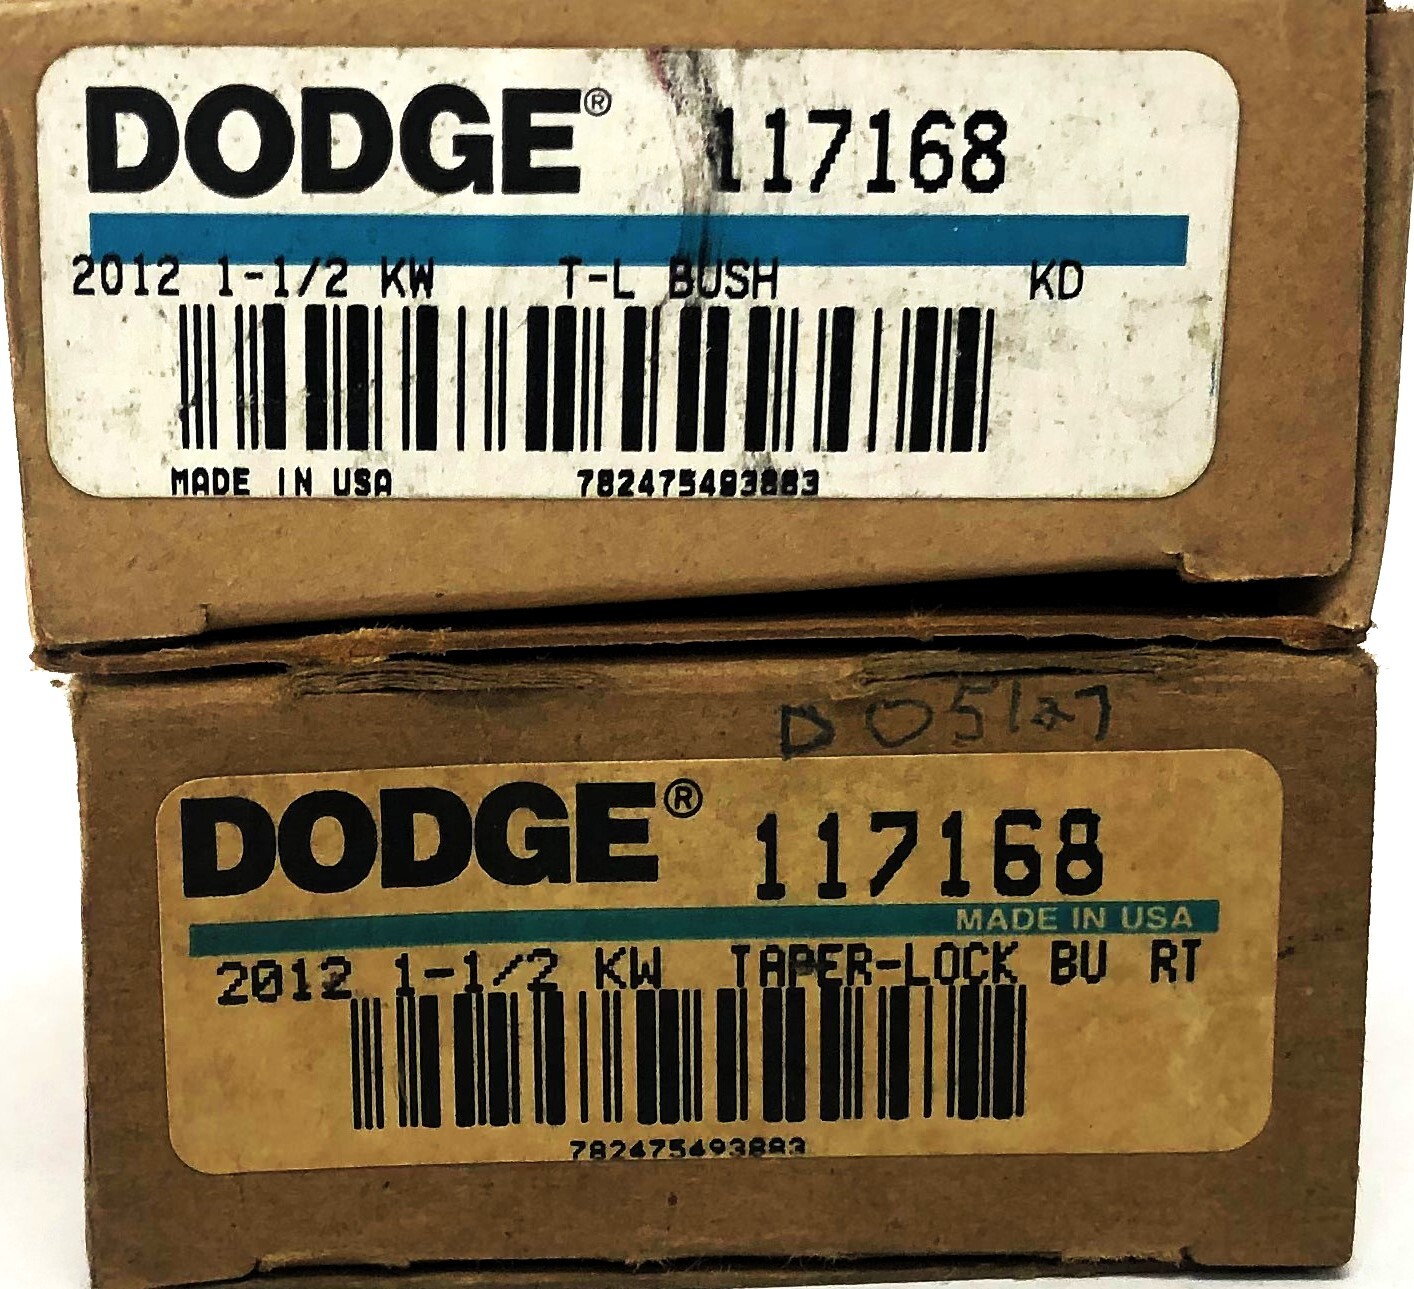 DODGE® 117168
2012 1-1/2 KW T-L BUSH KD
MADE IN USA 782475493883
D 05127
DODGE® 117168
MADE IN USA
2012 1-1/2 KW TAPER-LOCK BU RT
782475493883